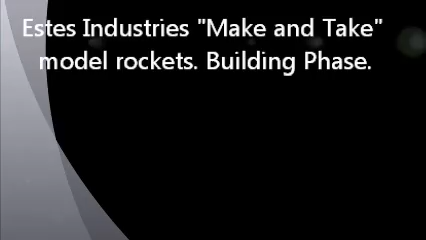 Estes Industries "Make and Take"
model rockets. Building Phase.